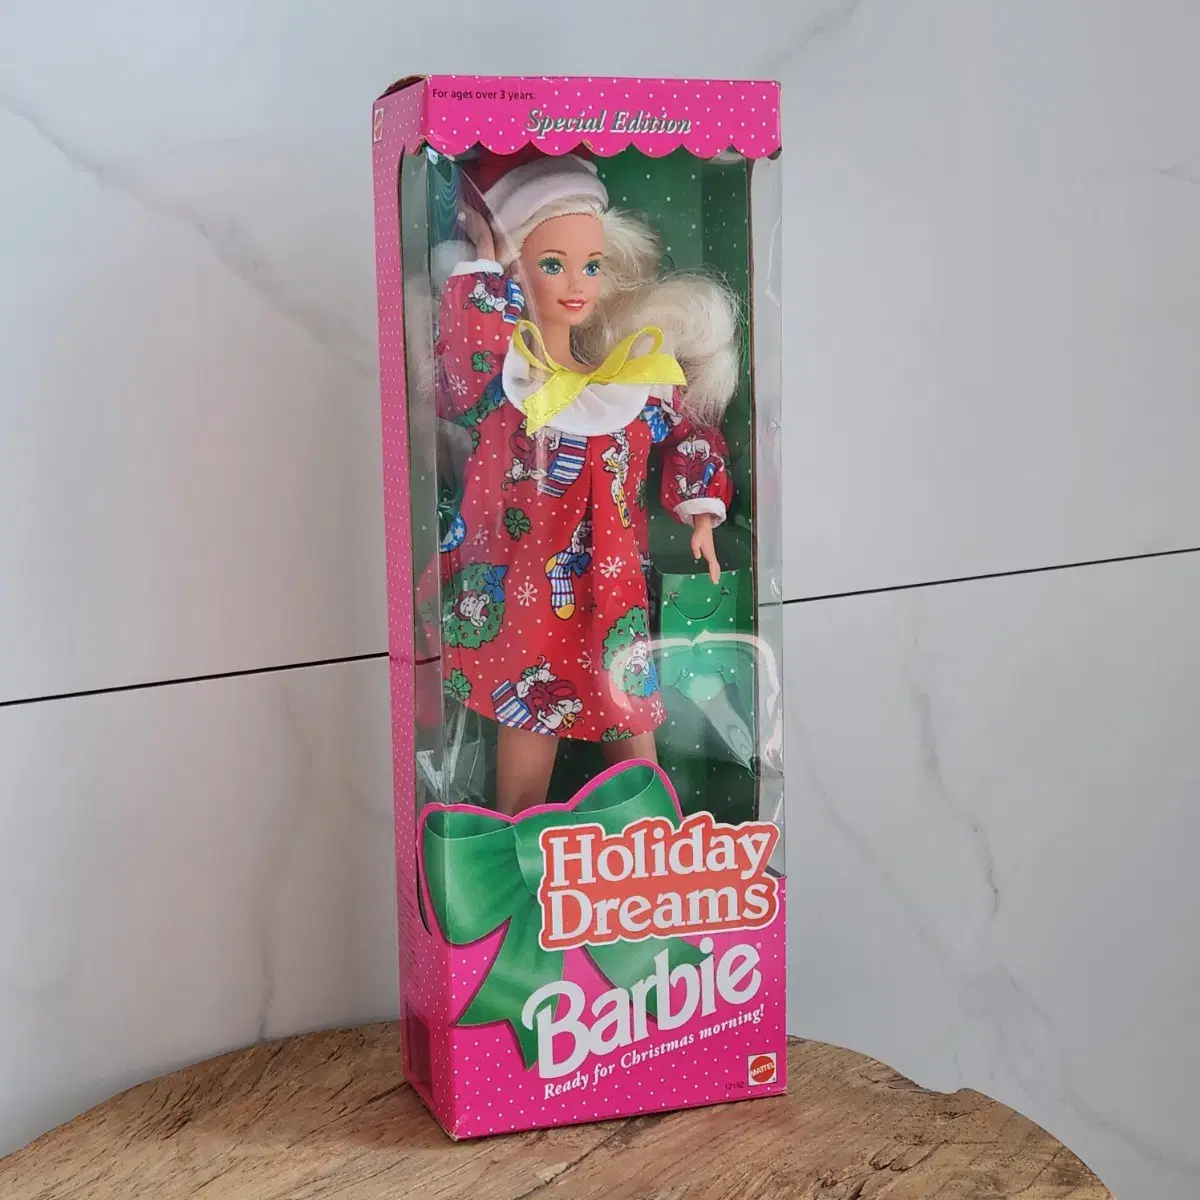 For ages over 3 years.
Special Edition
Holiday
Dreams
Barbie®
Ready for Christmas morning!
12192
MATTEL